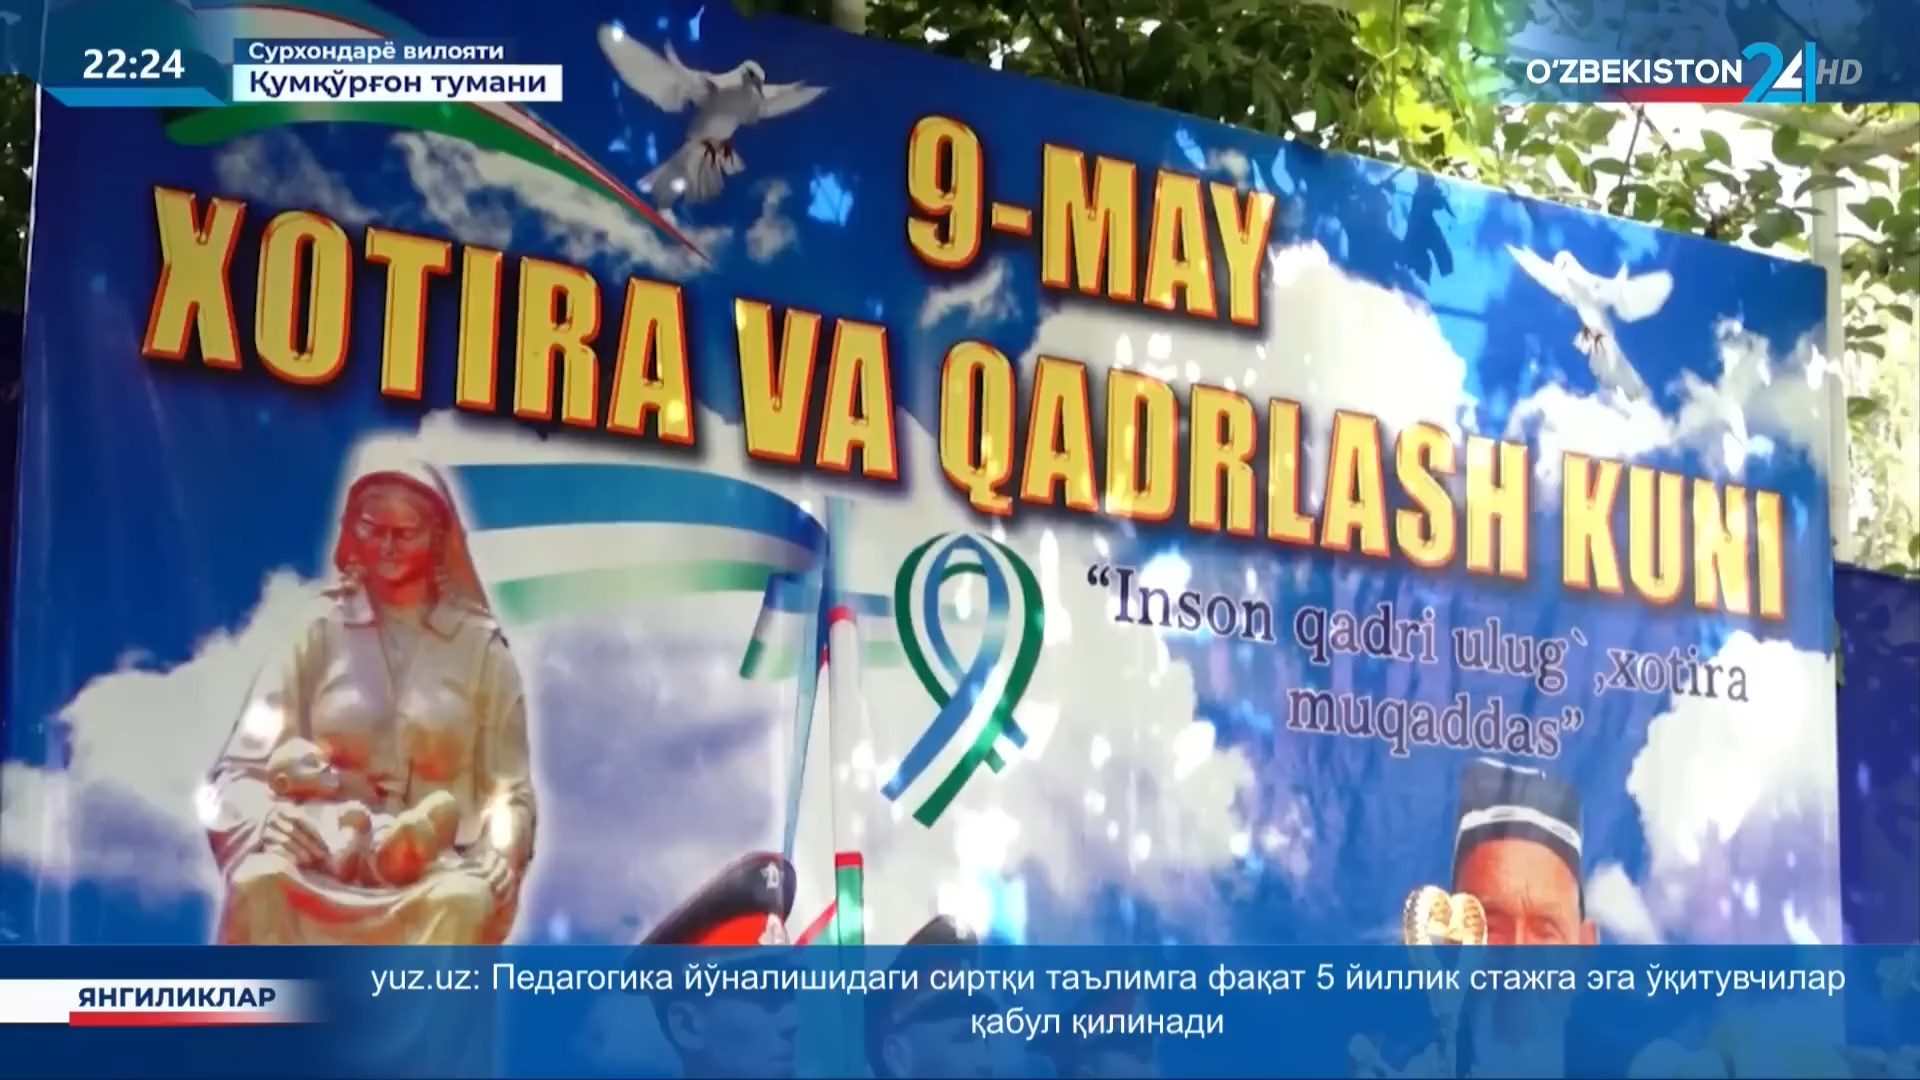 22:24
Сурхондарё вилояти
Қумқўрғон тумани
O‘ZBEKISTON 24 HD
9-MAY
XOTIRA VA QADRLASH KUNI
“Inson qadri ulug` ,xotira
muqaddas”
ЯНГИЛИКЛАР
yuz.uz: Педагогика йўналишидаги сиртқи таълимга фақат 5 йиллик стажга эга ўқитувчилар
қабул қилинади